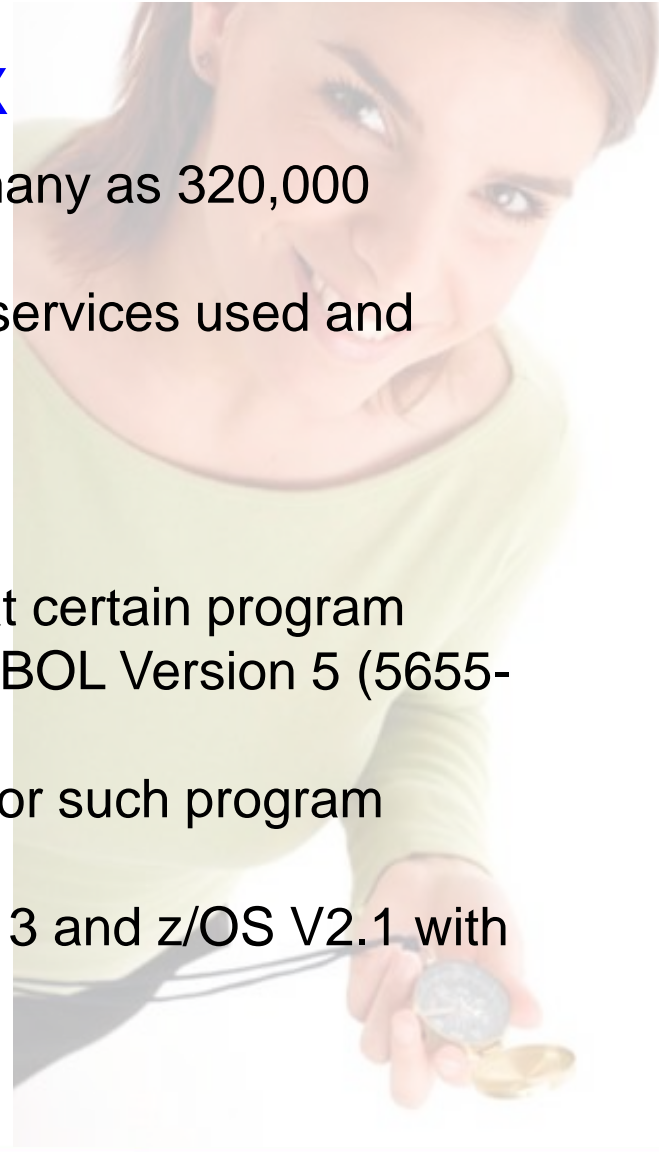 x
many as 320,000
services used and
t certain program
BOL Version 5 (5655-
or such program
3 and z/OS V2.1 with